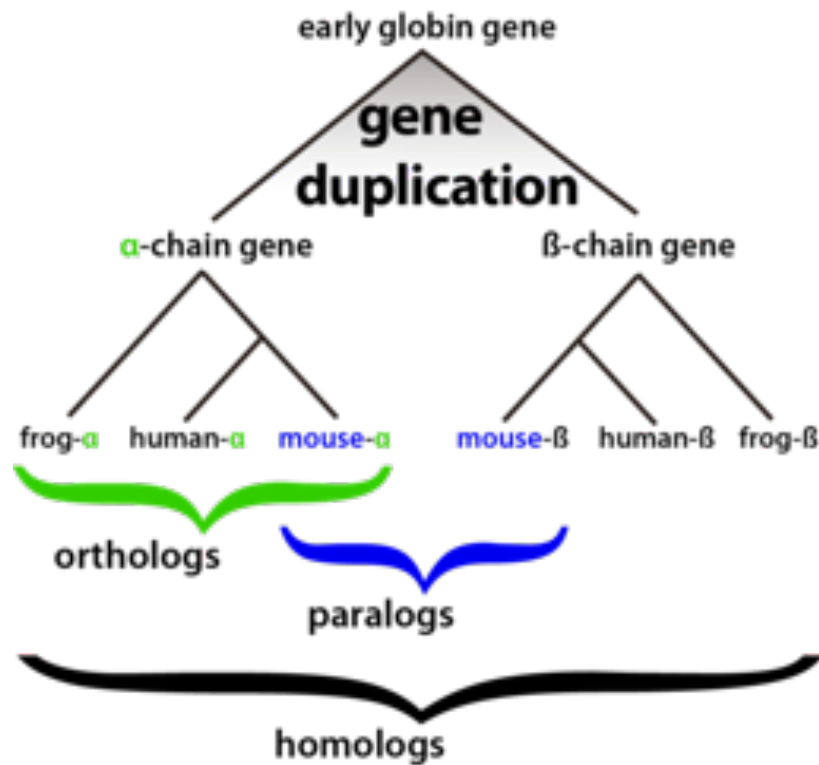 early globin gene
gene
duplication
ɑ-chain gene ß-chain gene
frog-ɑ human-ɑ mouse-ɑ mouse-ß human-ß frog-ß
orthologs
paralogs
homologs